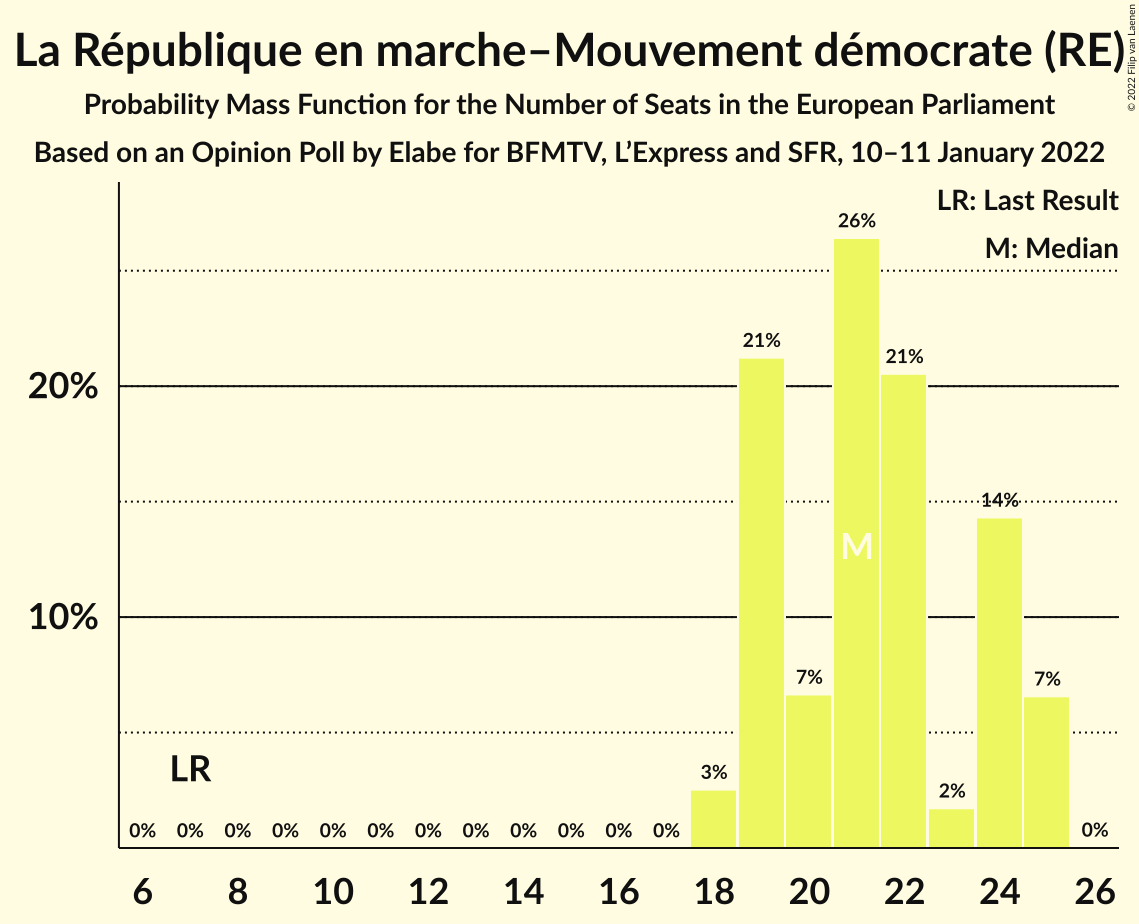 La République en marche–Mouvement démocrate (RE)
© 2022 Filip van Laenen
Probability Mass Function for the Number of Seats in the European Parliament
Based on an Opinion Poll by Elabe for BFMTV, L’Express and SFR, 10–11 January 2022
LR: Last Result
M: Median
26%
21%
21%
20%
14%
M
10%
7%
7%
LR
3%
2%
0% 0% 0% 0% 0% 0% 0% 0% 0% 0% 0% 0% 0%
6 8 10 12 14 16 18 20 22 24 26